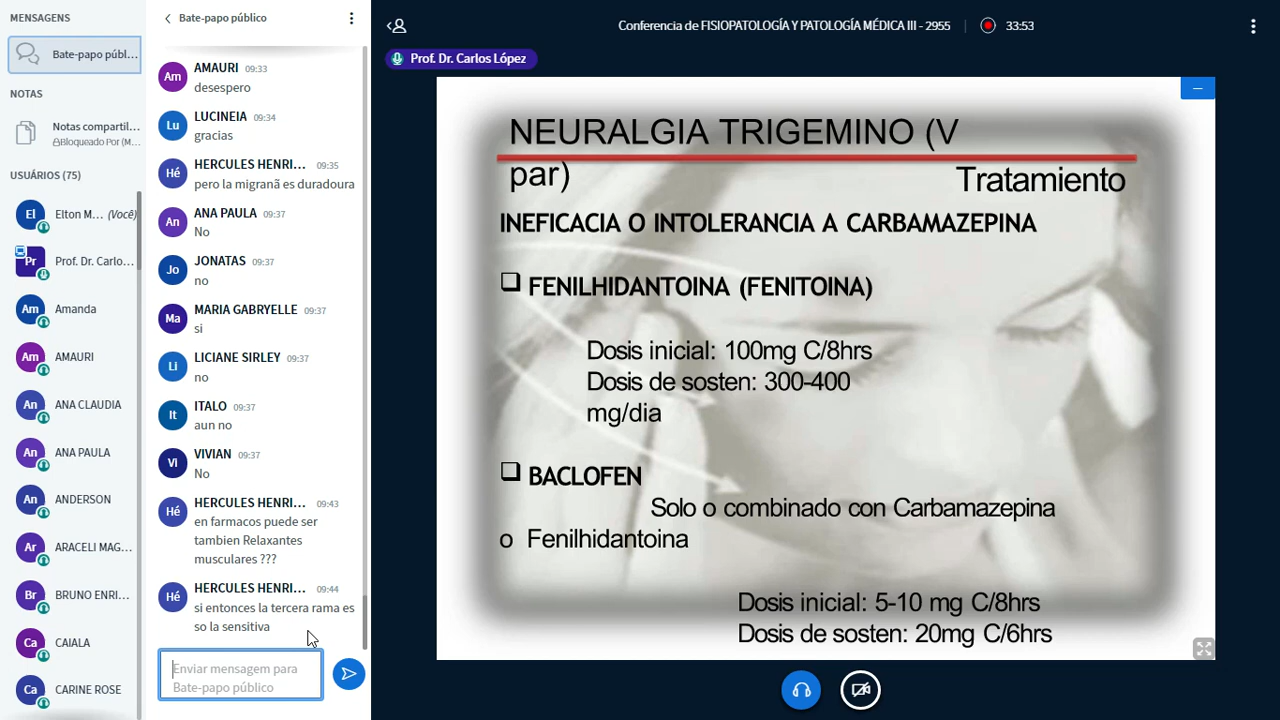 MENSAGENS
Bate-papo públ...
NOTAS
Notas compartil...
Bloqueado Por (M...
USUÁRIOS (75)
El
Elton M... (Você)
Pr
Prof. Dr. Carlo...
Am
Amanda
Am
AMAURI
An
ANA CLAUDIA
An
ANA PAULA
An
ANDERSON
Ar
ARACELI MAG...
Br
BRUNO ENRI...
Ca
CAIALA
Ca
CARINE ROSE
Bate-papo público
Am
AMAURI 09:33
desespero
Lu
LUCINEIA 09:34
gracias
Hé
HERCULES HENRI... 09:35
pero la migranã es duradoura
An
ANA PAULA 09:37
No
Jo
JONATAS 09:37
no
Ma
MARIA GABRYELLE 09:37
si
Li
LICIANE SIRLEY 09:37
no
It
ITALO 09:37
aun no
Vi
VIVIAN 09:37
No
Hé
HERCULES HENRI... 09:43
en farmacos puede ser
tambien Relaxantes
musculares ???
Hé
HERCULES HENRI... 09:44
si entonces la tercera rama es
so la sensitiva
Enviar mensagem para
Bate-papo público
Conferencia de FISIOPATOLOGÍA Y PATOLOGÍA MÉDICA III - 2955
33:53
Prof. Dr. Carlos López
NEURALGIA TRIGEMINO (V
par)
Tratamiento
INEFICACIA O INTOLERANCIA A CARBAMAZEPINA
FENILHIDANTOINA (FENITOINA)
Dosis inicial: 100mg C/8hrs
Dosis de sosten: 300-400
mg/dia
BACLOFEN
Solo o combinado con Carbamazepina
o Fenilhidantoina
Dosis inicial: 5-10 mg C/8hrs
Dosis de sosten: 20mg C/6hrs